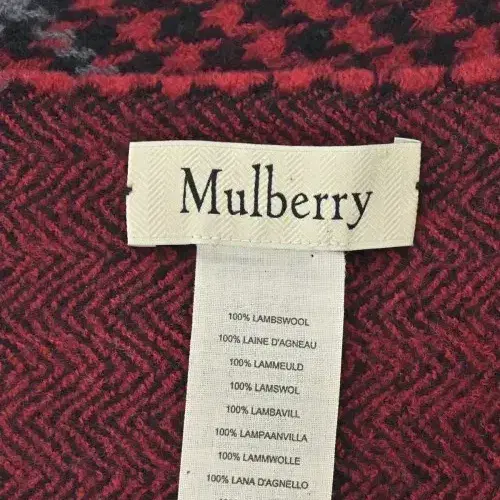 Mulberry
100% LAMBSWOOL
100% LAINE D'AGNEAU
100% LAMMEULD
100% LAMSWOL
100% LAMBAVILL
100% LAMPAANVILLA
100% LAMMWOLLE
100% LANA D'AGNELLO